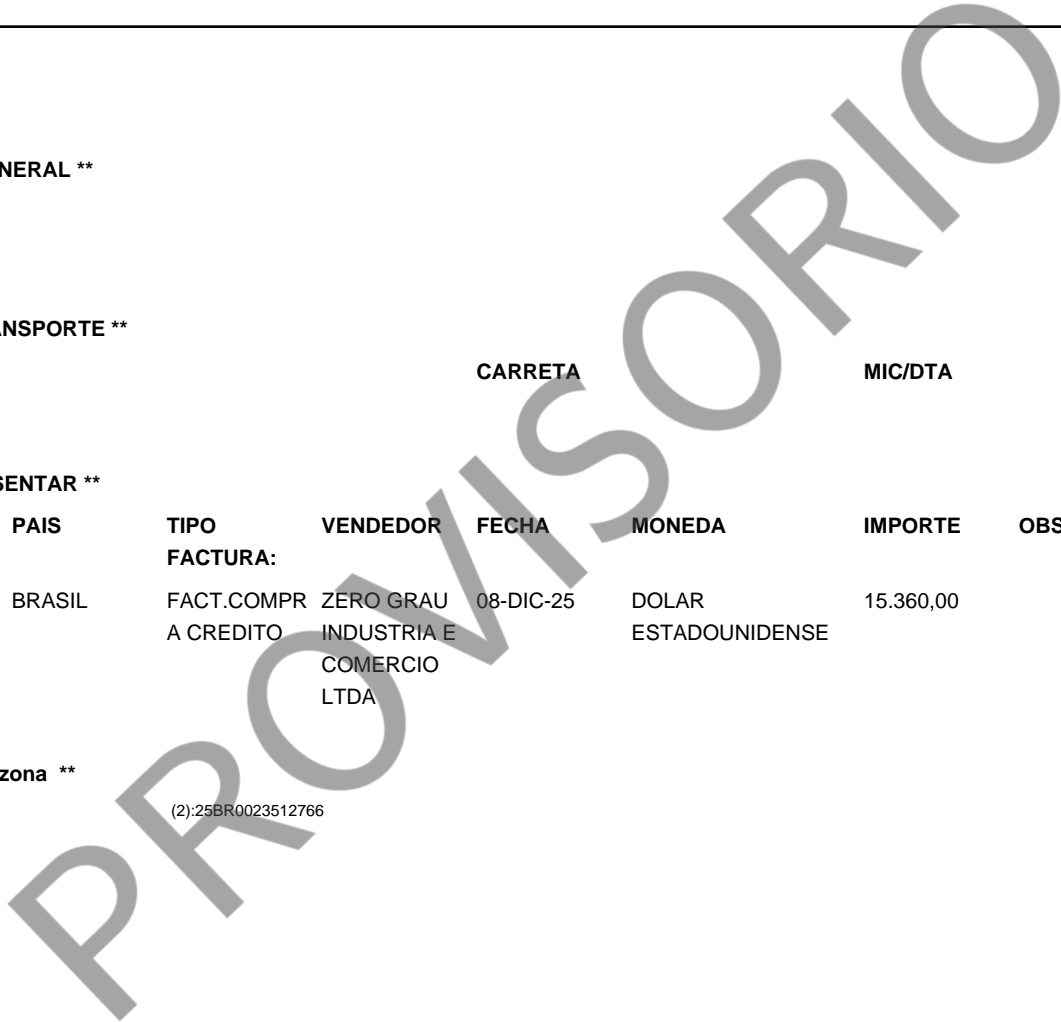 NERAL **
ANSPORTE **
CARRETA MIC/DTA
SENTAR **
PAIS TIPO VENDEDOR FECHA MONEDA IMPORTE OBS
FACTURA:
BRASIL FACT.COMPR ZERO GRAU 08-DIC-25 DOLAR 15.360,00
A CREDITO INDUSTRIA E ESTADOUNIDENSE
COMERCIO
LTDA
zona **
(2):25BR0023512766
PROVISORIO